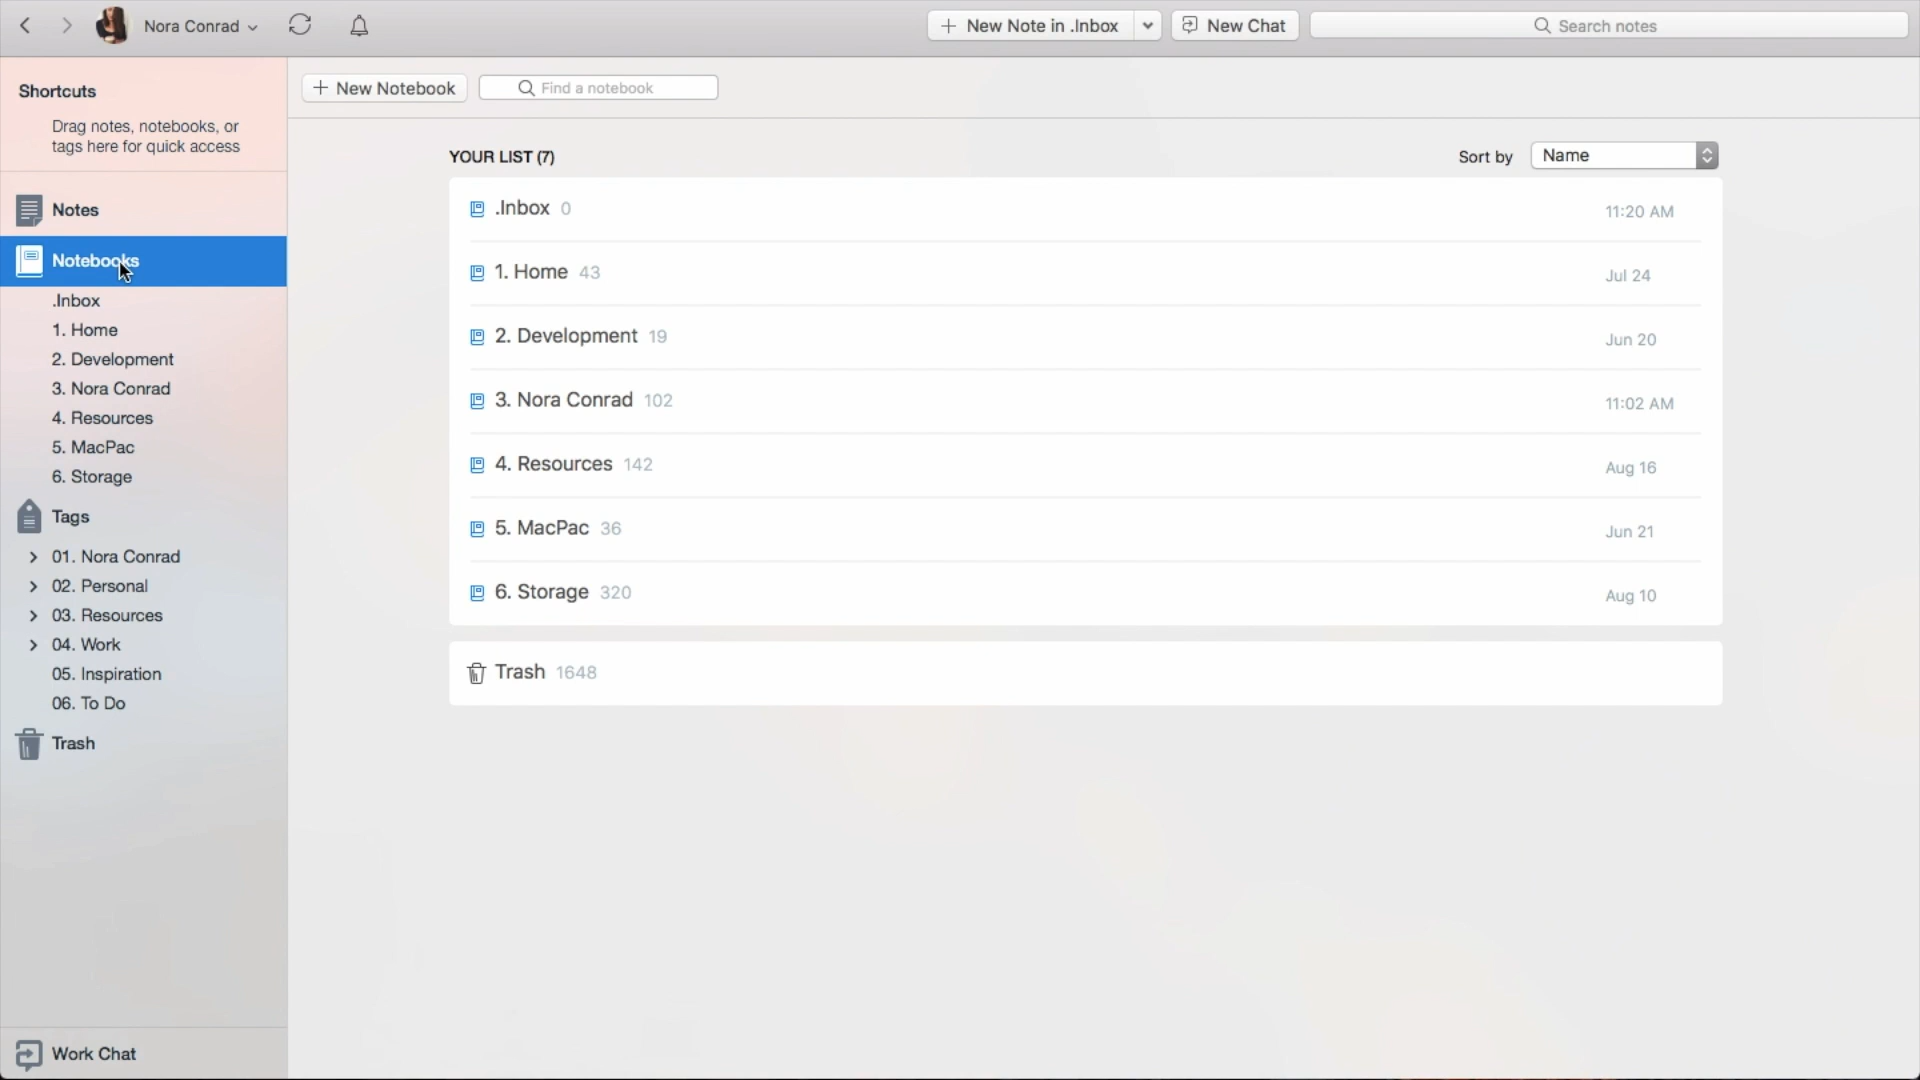 Nora Conrad
New Note in .Inbox
New Chat
Search notes
Shortcuts
Drag notes, notebooks, or
tags here for quick access
Notes
Notebooks
.Inbox
1. Home
2. Development
3. Nora Conrad
4. Resources
5. MacPac
6. Storage
Tags
01. Nora Conrad
02. Personal
03. Resources
04. Work
05. Inspiration
06. To Do
Trash
Work Chat
New Notebook
Find a notebook
YOUR LIST (7)
Sort by Name
.Inbox 0 11:20 AM
1. Home 43 Jul 24
2. Development 19 Jun 20
3. Nora Conrad 102 11:02 AM
4. Resources 142 Aug 16
5. MacPac 36 Jun 21
6. Storage 320 Aug 10
Trash 1648